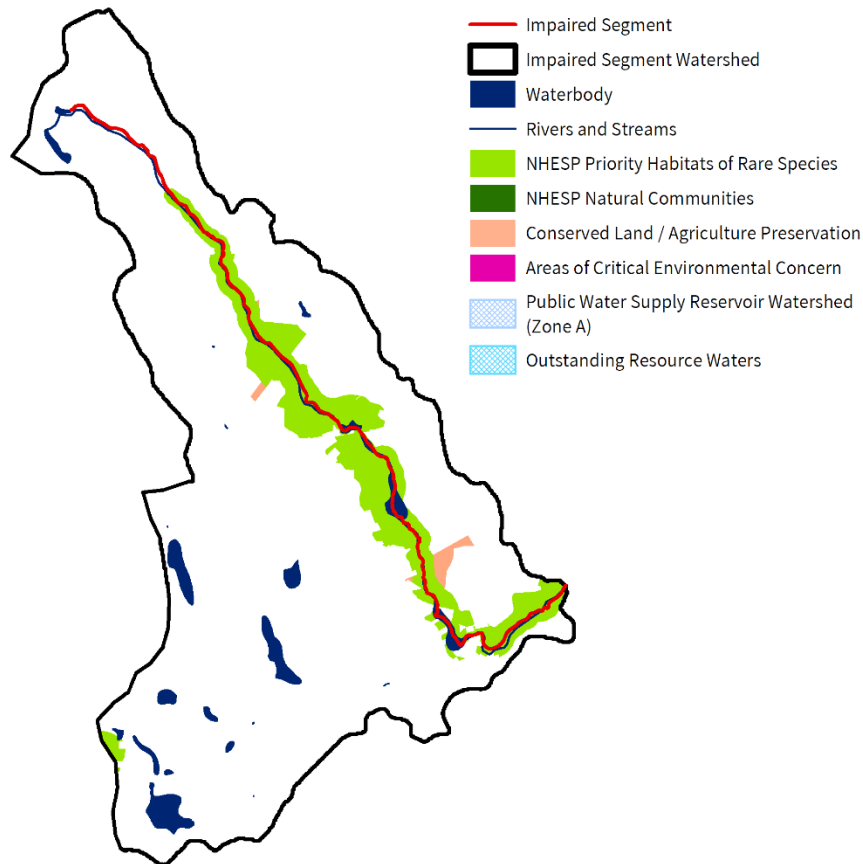 Impaired Segment
Impaired Segment Watershed
Waterbody
Rivers and Streams
NHESP Priority Habitats of Rare Species
NHESP Natural Communities
Conserved Land / Agriculture Preservation
Areas of Critical Environmental Concern
Public Water Supply Reservoir Watershed
(Zone A)
Outstanding Resource Waters